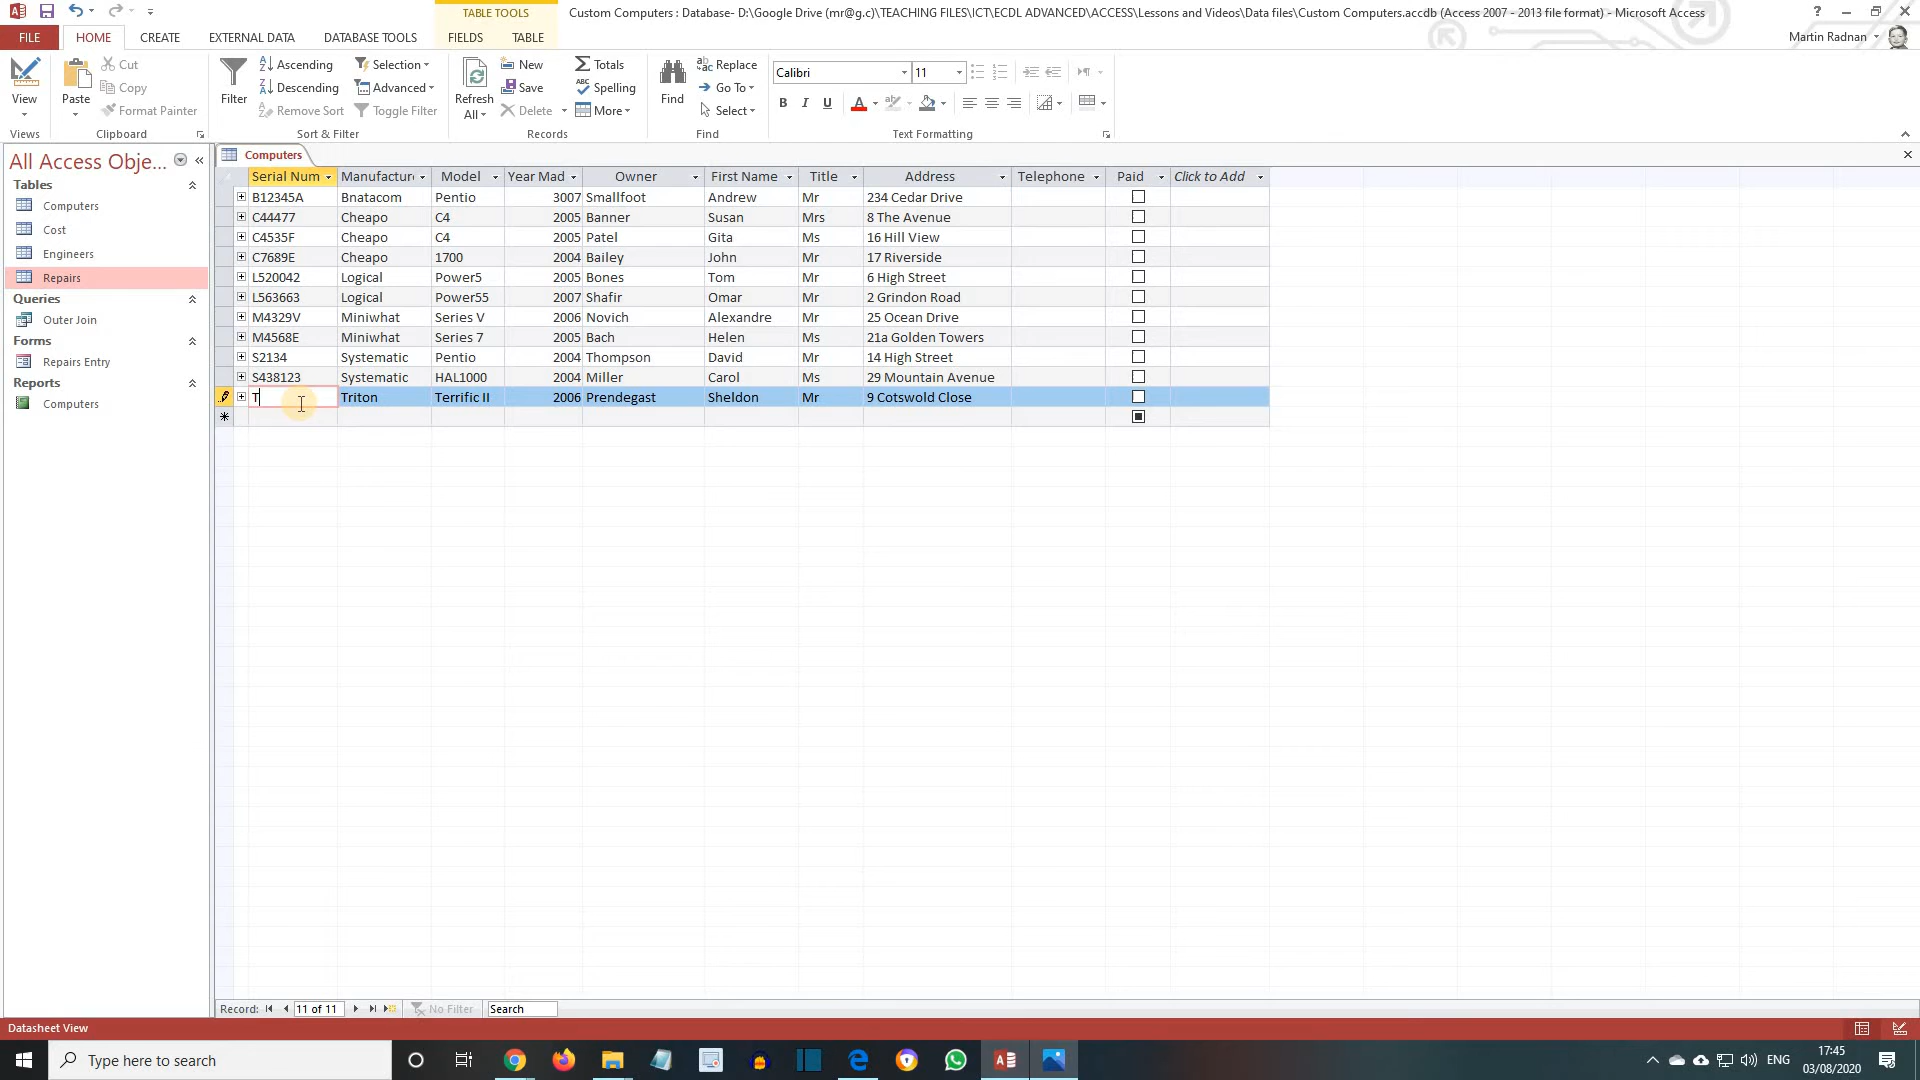 TABLE TOOLS
Custom Computers : Database- D:\Google Drive (mr@g.c)\TEACHING FILES\ICT\ECDL ADVANCED\ACCESS\Lessons and Videos\Data files\Custom Computers.accdb (Access 2007 - 2013 file format) - Microsoft Access
FILE HOME CREATE EXTERNAL DATA DATABASE TOOLS FIELDS TABLE
Martin Radnan
View
Views
Paste
Cut
Copy
Format Painter
Clipboard
Filter
Ascending
Descending
Remove Sort
Selection
Advanced
Toggle Filter
Sort & Filter
Refresh All
New
Save
Delete
Totals
Spelling
More
Records
Find
Replace
Go To
Select
Find
Calibri 11
B I U A
Text Formatting
All Access Obje...
Tables
Computers
Cost
Engineers
Repairs
Queries
Outer Join
Forms
Repairs Entry
Reports
Computers
Computers
Serial Num Manufacture Model Year Mad Owner First Name Title Address Telephone Paid Click to Add
B12345A Bnatacom Pentio 3007 Smallfoot Andrew Mr 234 Cedar Drive
C44477 Cheapo C4 2005 Banner Susan Mrs 8 The Avenue
C4535F Cheapo C4 2005 Patel Gita Ms 16 Hill View
C7689E Cheapo 1700 2004 Bailey John Mr 17 Riverside
L520042 Logical Power5 2005 Bones Tom Mr 6 High Street
L563663 Logical Power55 2007 Shafir Omar Mr 2 Grindon Road
M4329V Miniwhat Series V 2006 Novich Alexandre Mr 25 Ocean Drive
M4568E Miniwhat Series 7 2005 Bach Helen Ms 21a Golden Towers
S2134 Systematic Pentio 2004 Thompson David Mr 14 High Street
S438123 Systematic HAL1000 2004 Miller Carol Ms 29 Mountain Avenue
T Triton Terrific II 2006 Prendegast Sheldon Mr 9 Cotswold Close
Record: 11 of 11 No Filter Search
Datasheet View
Type here to search
ENG
17:45
03/08/2020